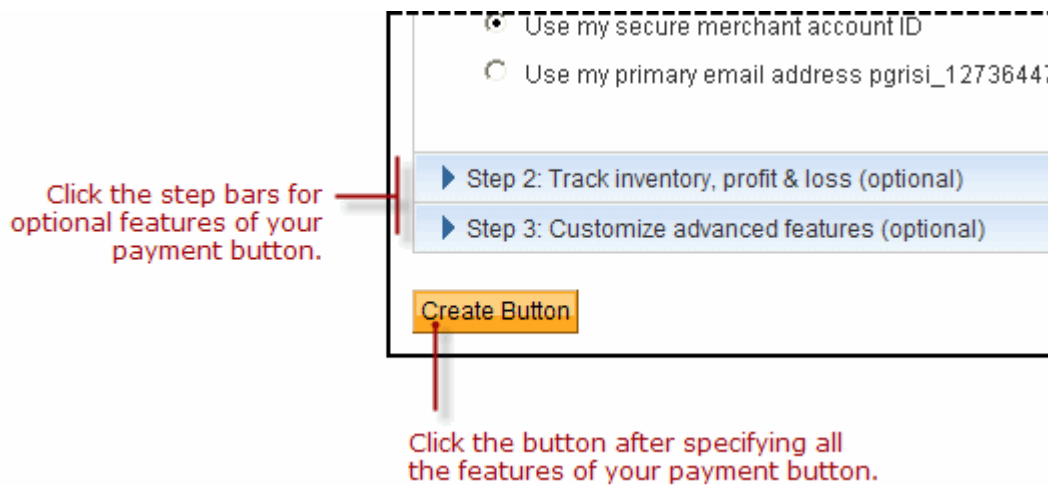 Use my secure merchant account ID
Use my primary email address pgrisi_12736447
Click the step bars for
optional features of your
payment button.
Step 2: Track inventory, profit & loss (optional)
Step 3: Customize advanced features (optional)
Create Button
Click the button after specifying all
the features of your payment button.